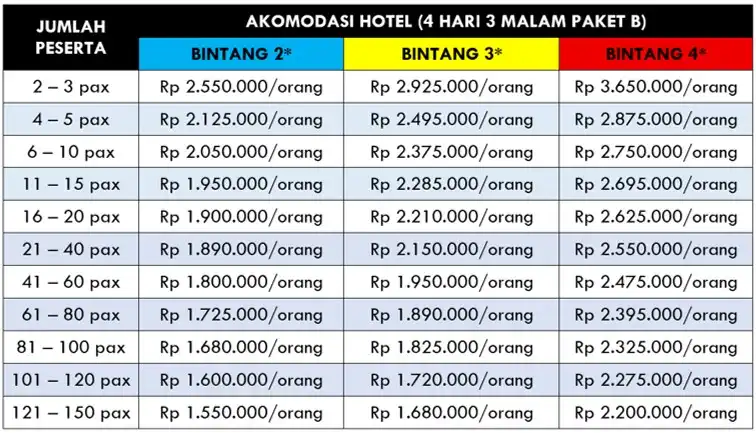 JUMLAH PESERTA AKOMODASI HOTEL (4 HARI 3 MALAM PAKET B)
BINTANG 2* BINTANG 3* BINTANG 4*
2 – 3 pax Rp 2.550.000/orang Rp 2.925.000/orang Rp 3.650.000/orang
4 – 5 pax Rp 2.125.000/orang Rp 2.495.000/orang Rp 2.875.000/orang
6 – 10 pax Rp 2.050.000/orang Rp 2.375.000/orang Rp 2.750.000/orang
11 – 15 pax Rp 1.950.000/orang Rp 2.285.000/orang Rp 2.695.000/orang
16 – 20 pax Rp 1.900.000/orang Rp 2.210.000/orang Rp 2.625.000/orang
21 – 40 pax Rp 1.890.000/orang Rp 2.150.000/orang Rp 2.550.000/orang
41 – 60 pax Rp 1.800.000/orang Rp 1.950.000/orang Rp 2.475.000/orang
61 – 80 pax Rp 1.725.000/orang Rp 1.890.000/orang Rp 2.395.000/orang
81 – 100 pax Rp 1.680.000/orang Rp 1.825.000/orang Rp 2.325.000/orang
101 – 120 pax Rp 1.600.000/orang Rp 1.720.000/orang Rp 2.275.000/orang
121 – 150 pax Rp 1.550.000/orang Rp 1.680.000/orang Rp 2.200.000/orang